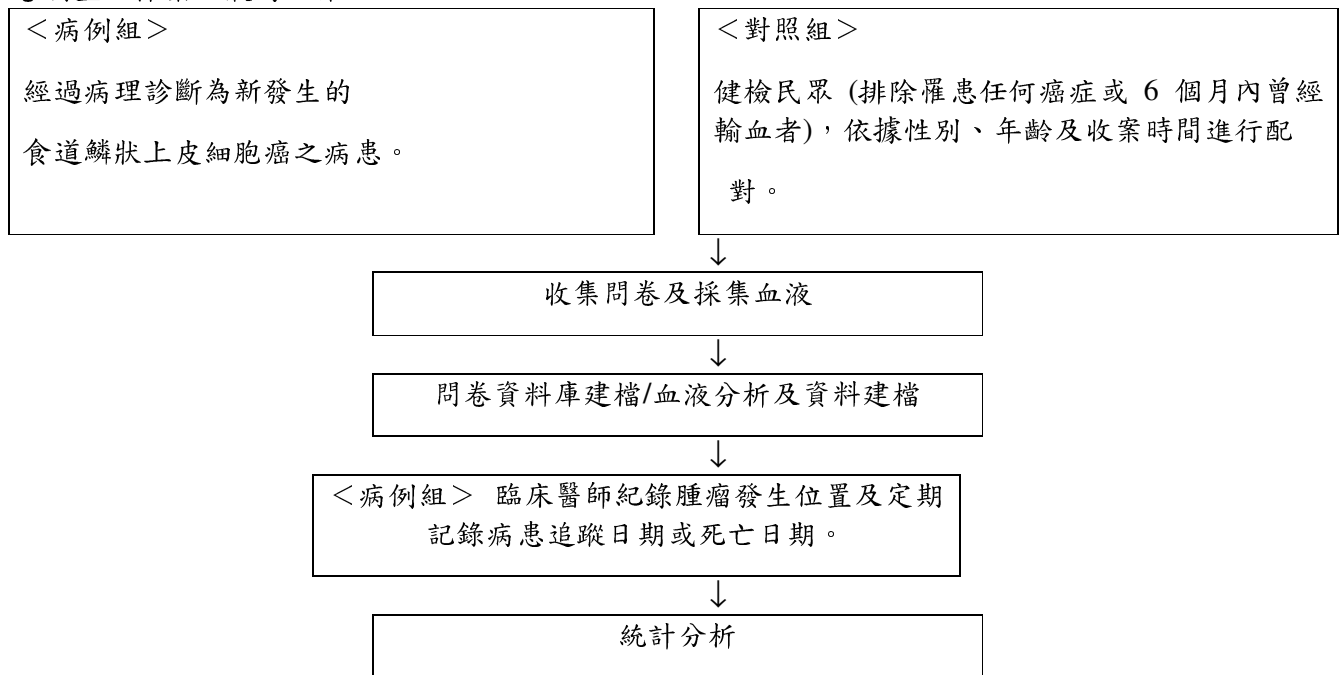 ＜病例組＞
經過病理診斷為新發生的
食道鱗狀上皮細胞癌之病患。
＜對照組＞
健檢民眾 (排除罹患任何癌症或 6 個月內曾經
輸血者)，依據性別、年齡及收案時間進行配
對。
↓
收集問卷及採集血液
↓
問卷資料庫建檔/血液分析及資料建檔
↓
＜病例組＞ 臨床醫師紀錄腫瘤發生位置及定期
記錄病患追蹤日期或死亡日期。
↓
統計分析